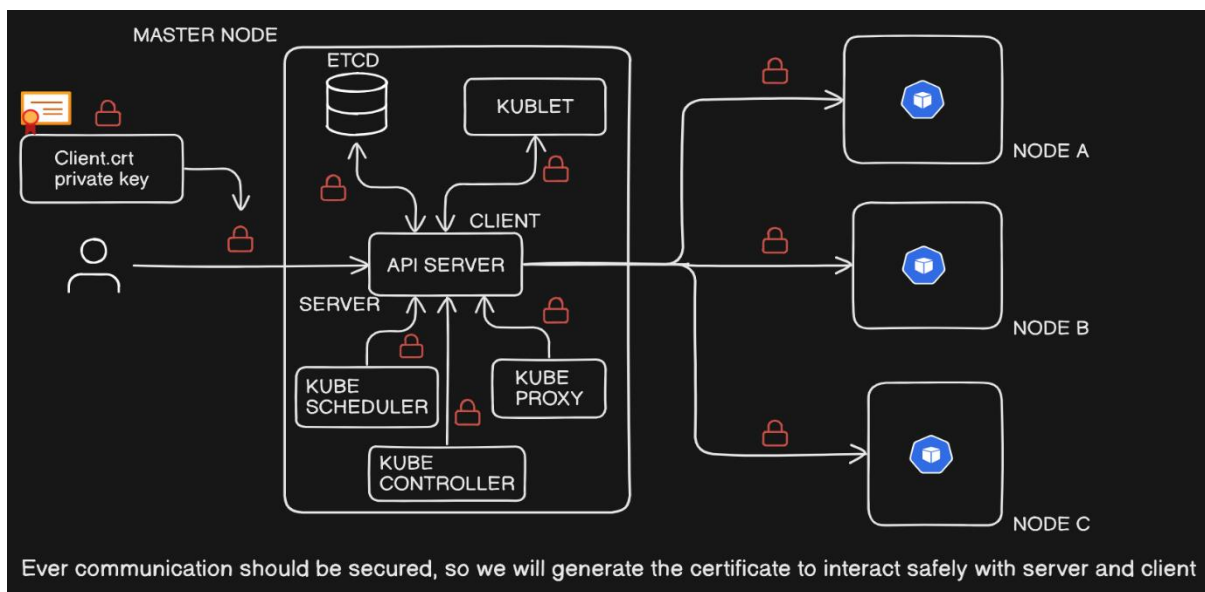 MASTER NODE
ETCD
KUBLET
Client.crt
private key
NODE A
CLIENT
API SERVER
SERVER
NODE B
KUBE
SCHEDULER
KUBE
PROXY
KUBE
CONTROLLER
NODE C
Ever communication should be secured, so we will generate the certificate to interact safely with server and client